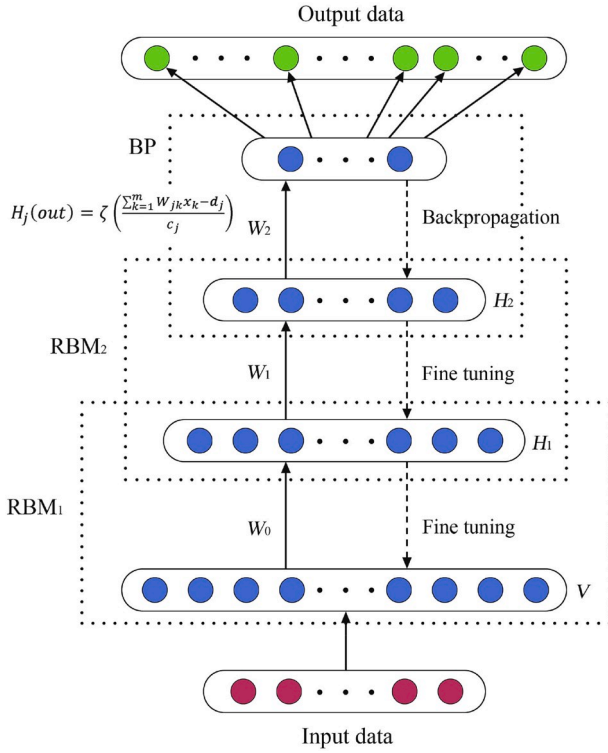 Output data
BP
H_j(out) = ζ ( (∑_{k=1}^{m} W_{jk} x_k − d_j) / c_j )
W₂
Backpropagation
H₂
RBM₂
W₁
Fine tuning
H₁
RBM₁
W₀
Fine tuning
V
Input data